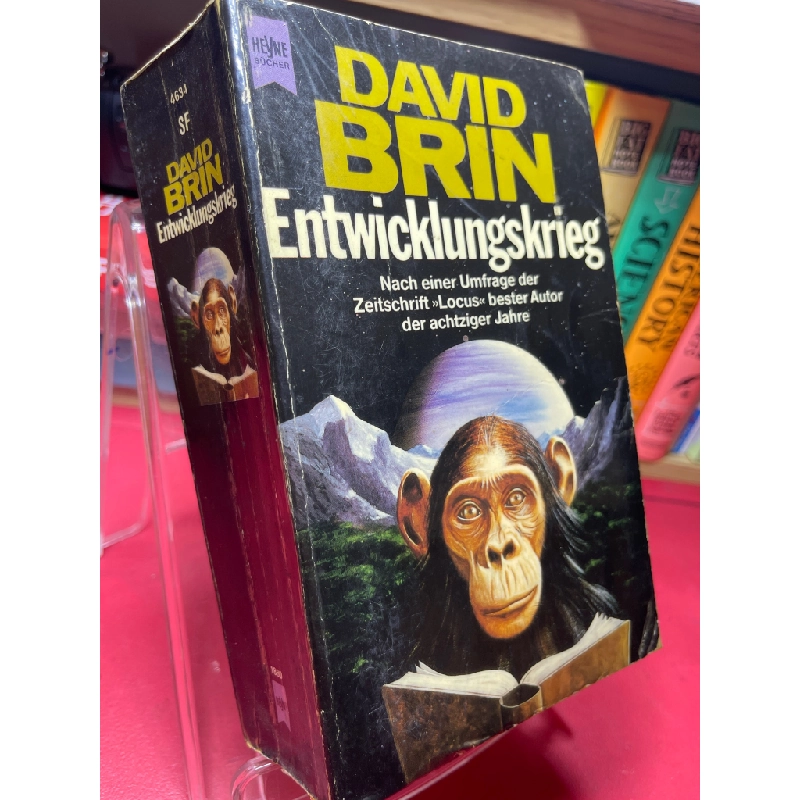 HEYNE
BÜCHER
DAVID
BRIN
Entwicklungskrieg
Nach einer Umfrage der
Zeitschrift »Locus« bester Autor
der achtziger Jahre
4634
SF
DAVID
BRIN
Entwicklungskrieg
SCIENCE
HISTORY